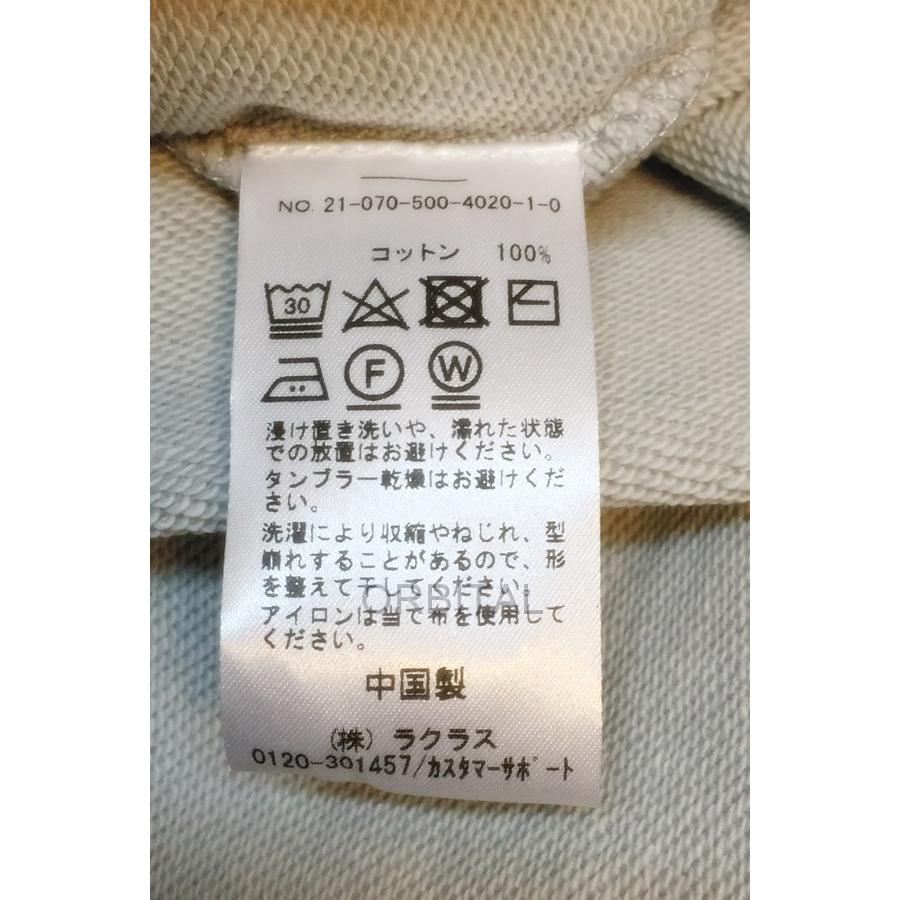 NO. 21-070-500-4020-1-0
コットン 100%
30
F W
浸け置き洗いや、濡れた状態
での放置はお避けください。
タンブラー乾燥はお避けくだ
さい。
洗濯により収縮やねじれ、型
崩れすることがあるので、形
を整えて干してください。
ORBITAL
アイロンは当て布を使用して
ください。
中国製
(株) ラクラス
0120-301457/カスタマーサポート